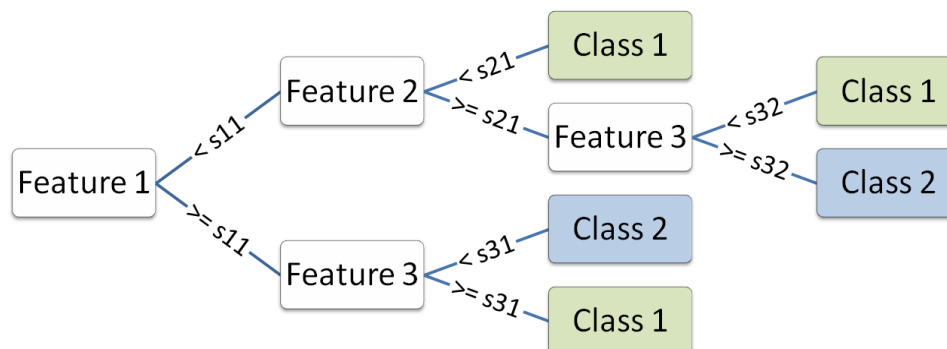 Feature 1
< s11
>= s11
Feature 2
< s21
>= s21
Class 1
Feature 3
< s32
>= s32
Class 1
Class 2
Feature 3
< s31
>= s31
Class 2
Class 1